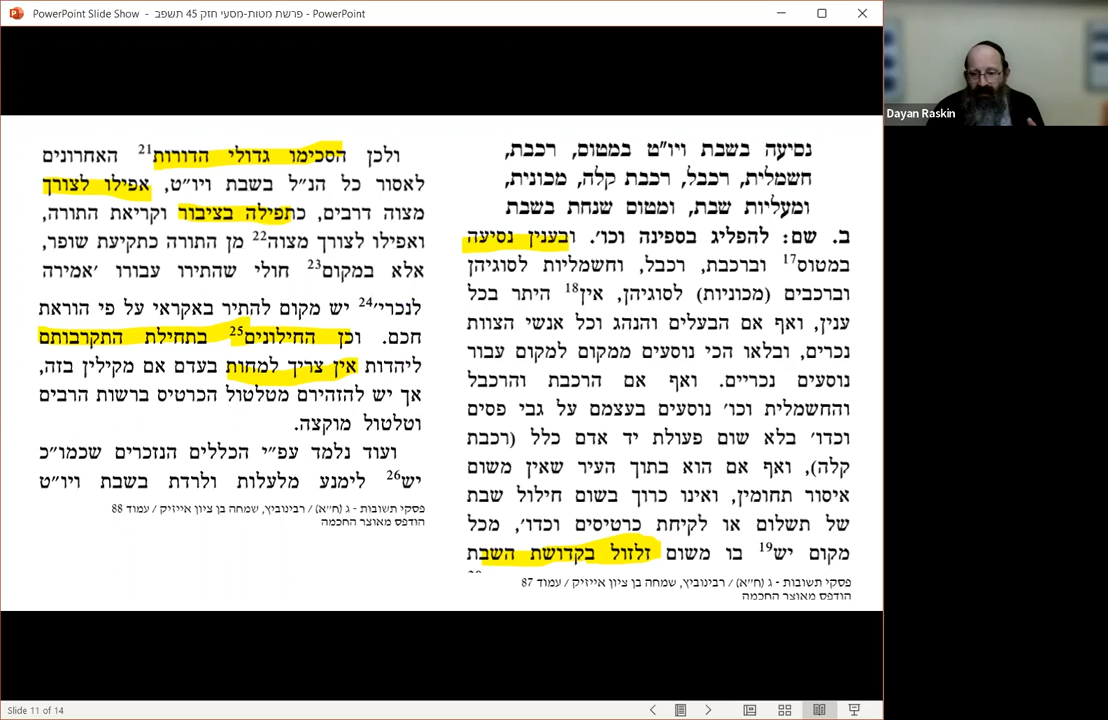 PowerPoint Slide Show - פרשת מטות-מסעי חזק 45 תשפב - PowerPoint
Dayan Raskin
נסיעה בשבת ויו״ט במטוס, רכבת,
חשמלית, רכבל, רכבת קלה, מכונית,
ומעליות שבת, ומטוס שנחת בשבת
ב. שם: להפליג בספינה וכו׳. ובענין נסיעה
במטוס17 וברכבת, רכבל, וחשמליות לסוגיהן
וברכבים (מכוניות) לסוגיהן, אין18 היתר בכל
ענין, ואף אם הבעלים והנהג וכל אנשי הצוות
נכרים, ובלאו הכי נוסעים ממקום למקום עבור
נוסעים נכריים. ואף אם הרכבת והרכבל
והחשמלית וכו׳ נוסעים בעצמם על גבי פסים
וכדו׳ בלא שום פעולת יד אדם כלל (רכבת
קלה), ואף אם הוא בתוך העיר שאין משום
איסור תחומין, ואינו כרוך בשום חילול שבת
של תשלום או לקיחת כרטיסים וכדו׳, מכל
מקום יש19 בו משום זלזול בקדושת השבת
פסקי תשובות - ג (ח״א) / רבינוביץ, שמחה בן ציון אייזיק / עמוד 87
הודפס מאוצר החכמה
ולכן הסכימו גדולי הדורות21 האחרונים
לאסור כל הנ״ל בשבת ויו״ט, אפילו לצורך
מצוה דרבים, כתפילה בציבור וקריאת התורה,
ואפילו לצורך מצוה22 מן התורה כתקיעת שופר,
אלא במקום23 חולי שהתירו עבורו ׳אמירה
לנכרי׳24 יש מקום להתיר באקראי על פי הוראת
חכם. וכן החילונים25 בתחילת התקרבותם
ליהדות אין צריך למחות בעדם אם מקילין בזה,
אך יש להזהירם מטלטול הכרטיס ברשות הרבים
וטלטול מוקצה.
ועוד נלמד עפ״י הכללים הנזכרים שכמו״כ
יש26 לימנע מלעלות ולרדת בשבת ויו״ט
פסקי תשובות - ג (ח״א) / רבינוביץ, שמחה בן ציון אייזיק / עמוד 88
הודפס מאוצר החכמה
Slide 11 of 14